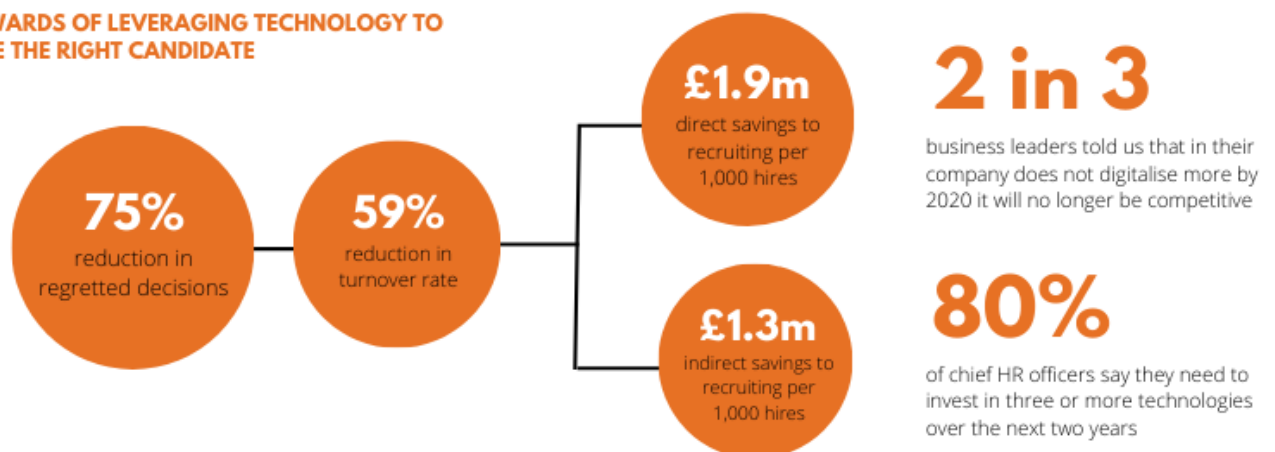 WARDS OF LEVERAGING TECHNOLOGY TO
E THE RIGHT CANDIDATE
75%
reduction in
regretted decisions
59%
reduction in
turnover rate
£1.9m
direct savings to
recruiting per
1,000 hires
£1.3m
indirect savings to
recruiting per
1,000 hires
2 in 3
business leaders told us that in their
company does not digitalise more by
2020 it will no longer be competitive
80%
of chief HR officers say they need to
invest in three or more technologies
over the next two years